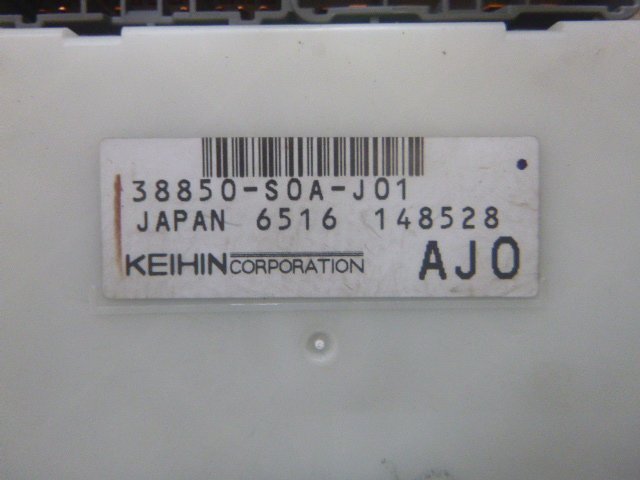 38850-S0A-J01
JAPAN 6516 148528
KEIHIN CORPORATION AJ0